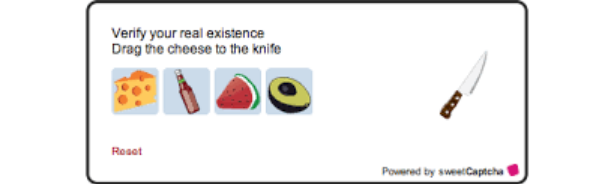 Verify your real existence
Drag the cheese to the knife
Reset
Powered by sweetCaptcha